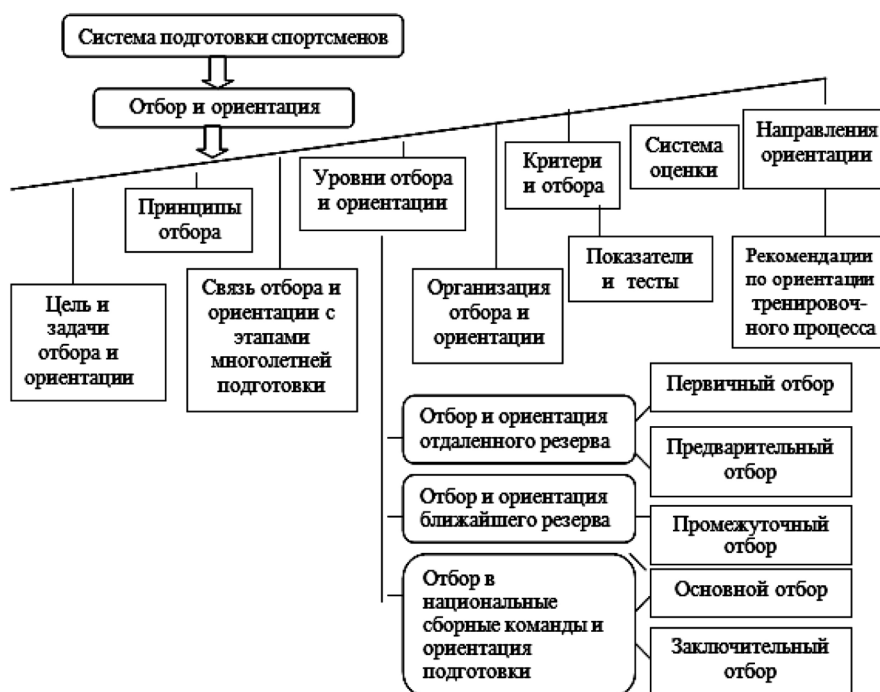 Система подготовки спортсменов
Отбор и ориентация
Цель и
задачи
отбора и
ориентации
Принципы
отбора
Связь отбора и
ориентации с
этапами
многолетней
подготовки
Уровни отбора
и ориентации
Организация
отбора и
ориентации
Критери
и отбора
Показатели
и тесты
Система
оценки
Направления
ориентации
Рекомендации
по ориентации
тренировоч-
ного процесса
Отбор и ориентация
отдаленного резерва
Первичный отбор
Предварительный
отбор
Отбор и ориентация
ближайшего резерва
Промежуточный
отбор
Отбор в
национальные
сборные команды и
ориентация
подготовки
Основной отбор
Заключительный
отбор